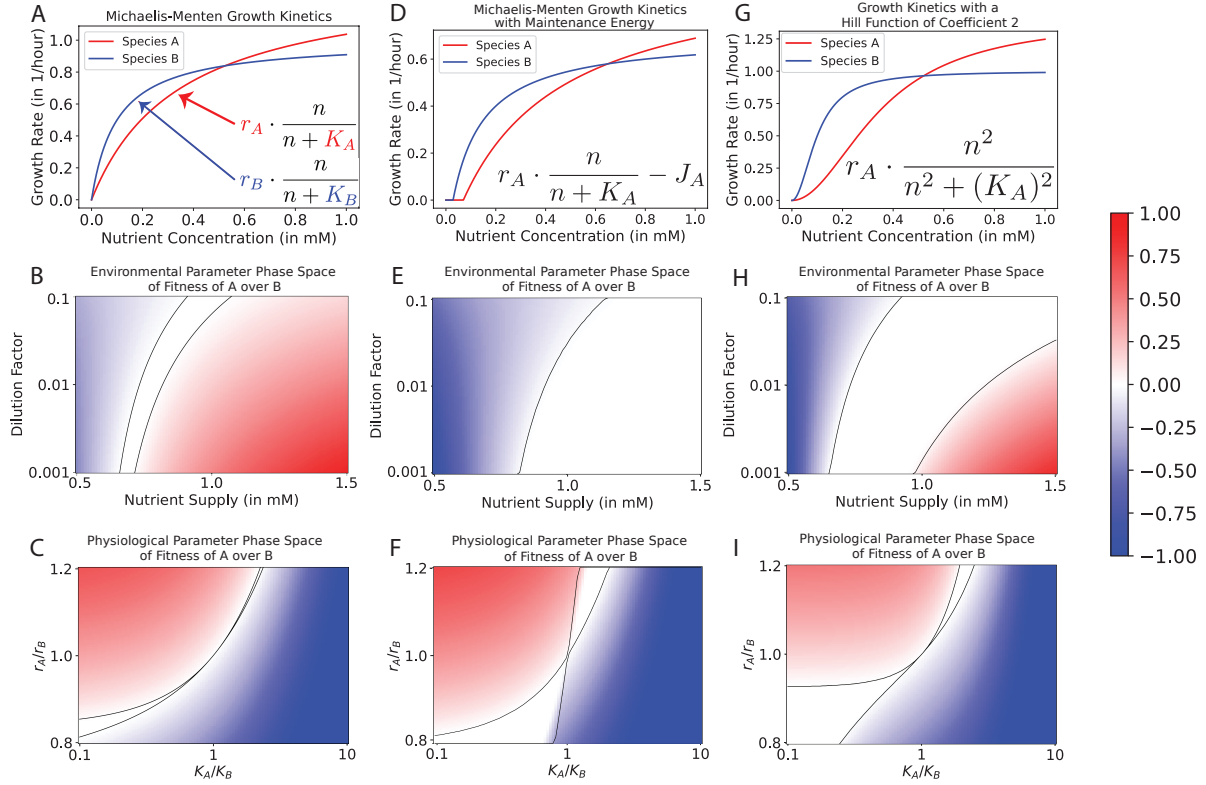 A
Michaelis-Menten Growth Kinetics
Growth Rate (in 1/hour)
1.0
0.8
0.6
0.4
0.2
0.0
Species A
Species B
r_A · n / (n + K_A)
r_B · n / (n + K_B)
0.0 0.2 0.4 0.6 0.8 1.0
Nutrient Concentration (in mM)
D
Michaelis-Menten Growth Kinetics
with Maintenance Energy
Growth Rate (in 1/hour)
0.6
0.4
0.2
0.0
Species A
Species B
r_A · n / (n + K_A) − J_A
0.0 0.2 0.4 0.6 0.8 1.0
Nutrient Concentration (in mM)
G
Growth Kinetics with a
Hill Function of Coefficient 2
Growth Rate (in 1/hour)
1.25
1.00
0.75
0.50
0.25
0.00
Species A
Species B
r_A · n² / (n² + (K_A)²)
0.0 0.2 0.4 0.6 0.8 1.0
Nutrient Concentration (in mM)
B
Environmental Parameter Phase Space
of Fitness of A over B
Dilution Factor
0.1
0.01
0.001
0.5 1.0 1.5
Nutrient Supply (in mM)
E
Environmental Parameter Phase Space
of Fitness of A over B
Dilution Factor
0.1
0.01
0.001
0.5 1.0 1.5
Nutrient Supply (in mM)
H
Environmental Parameter Phase Space
of Fitness of A over B
Dilution Factor
0.1
0.01
0.001
0.5 1.0 1.5
Nutrient Supply (in mM)
C
Physiological Parameter Phase Space
of Fitness of A over B
r_A/r_B
1.2
1.0
0.8
0.1 1 10
K_A/K_B
F
Physiological Parameter Phase Space
of Fitness of A over B
r_A/r_B
1.2
1.0
0.8
0.1 1 10
K_A/K_B
I
Physiological Parameter Phase Space
of Fitness of A over B
r_A/r_B
1.2
1.0
0.8
0.1 1 10
K_A/K_B
1.00
0.75
0.50
0.25
0.00
−0.25
−0.50
−0.75
−1.00